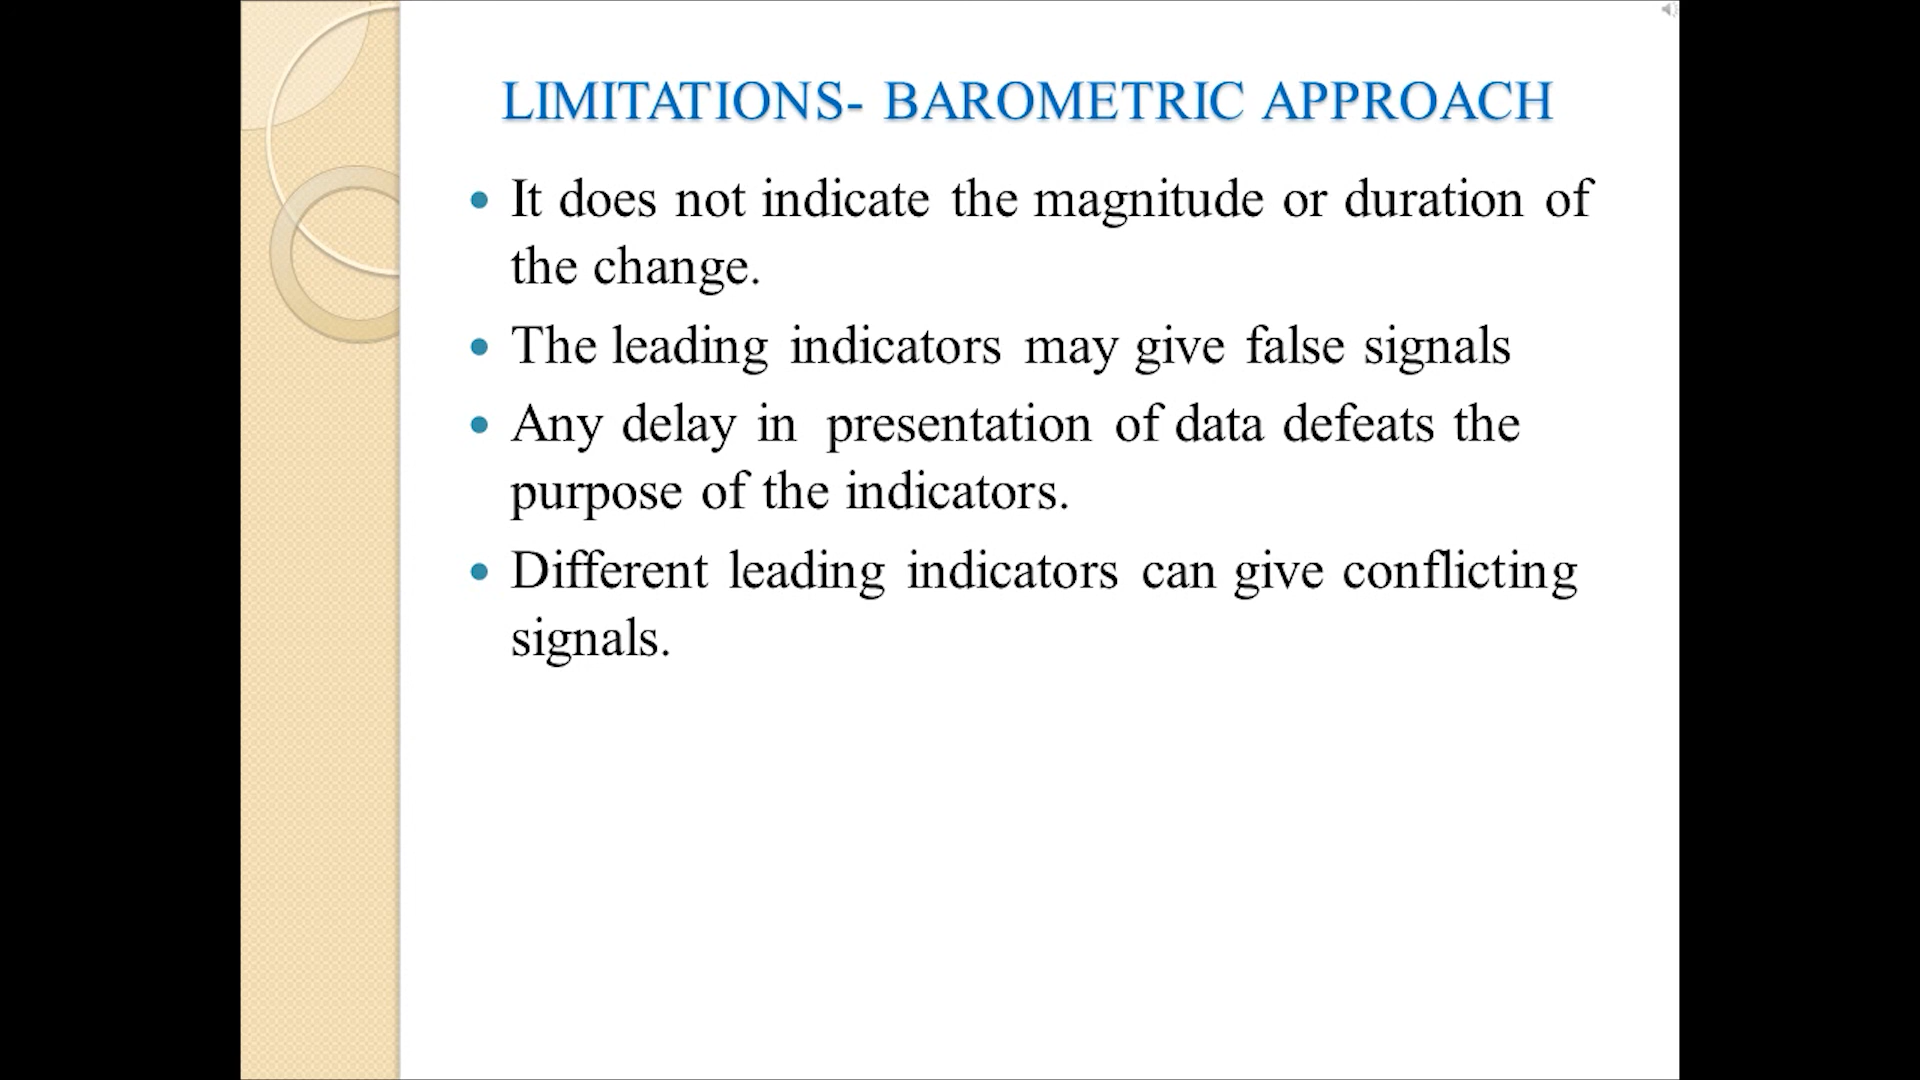 LIMITATIONS- BAROMETRIC APPROACH
• It does not indicate the magnitude or duration of
the change.
• The leading indicators may give false signals
• Any delay in presentation of data defeats the
purpose of the indicators.
• Different leading indicators can give conflicting
signals.